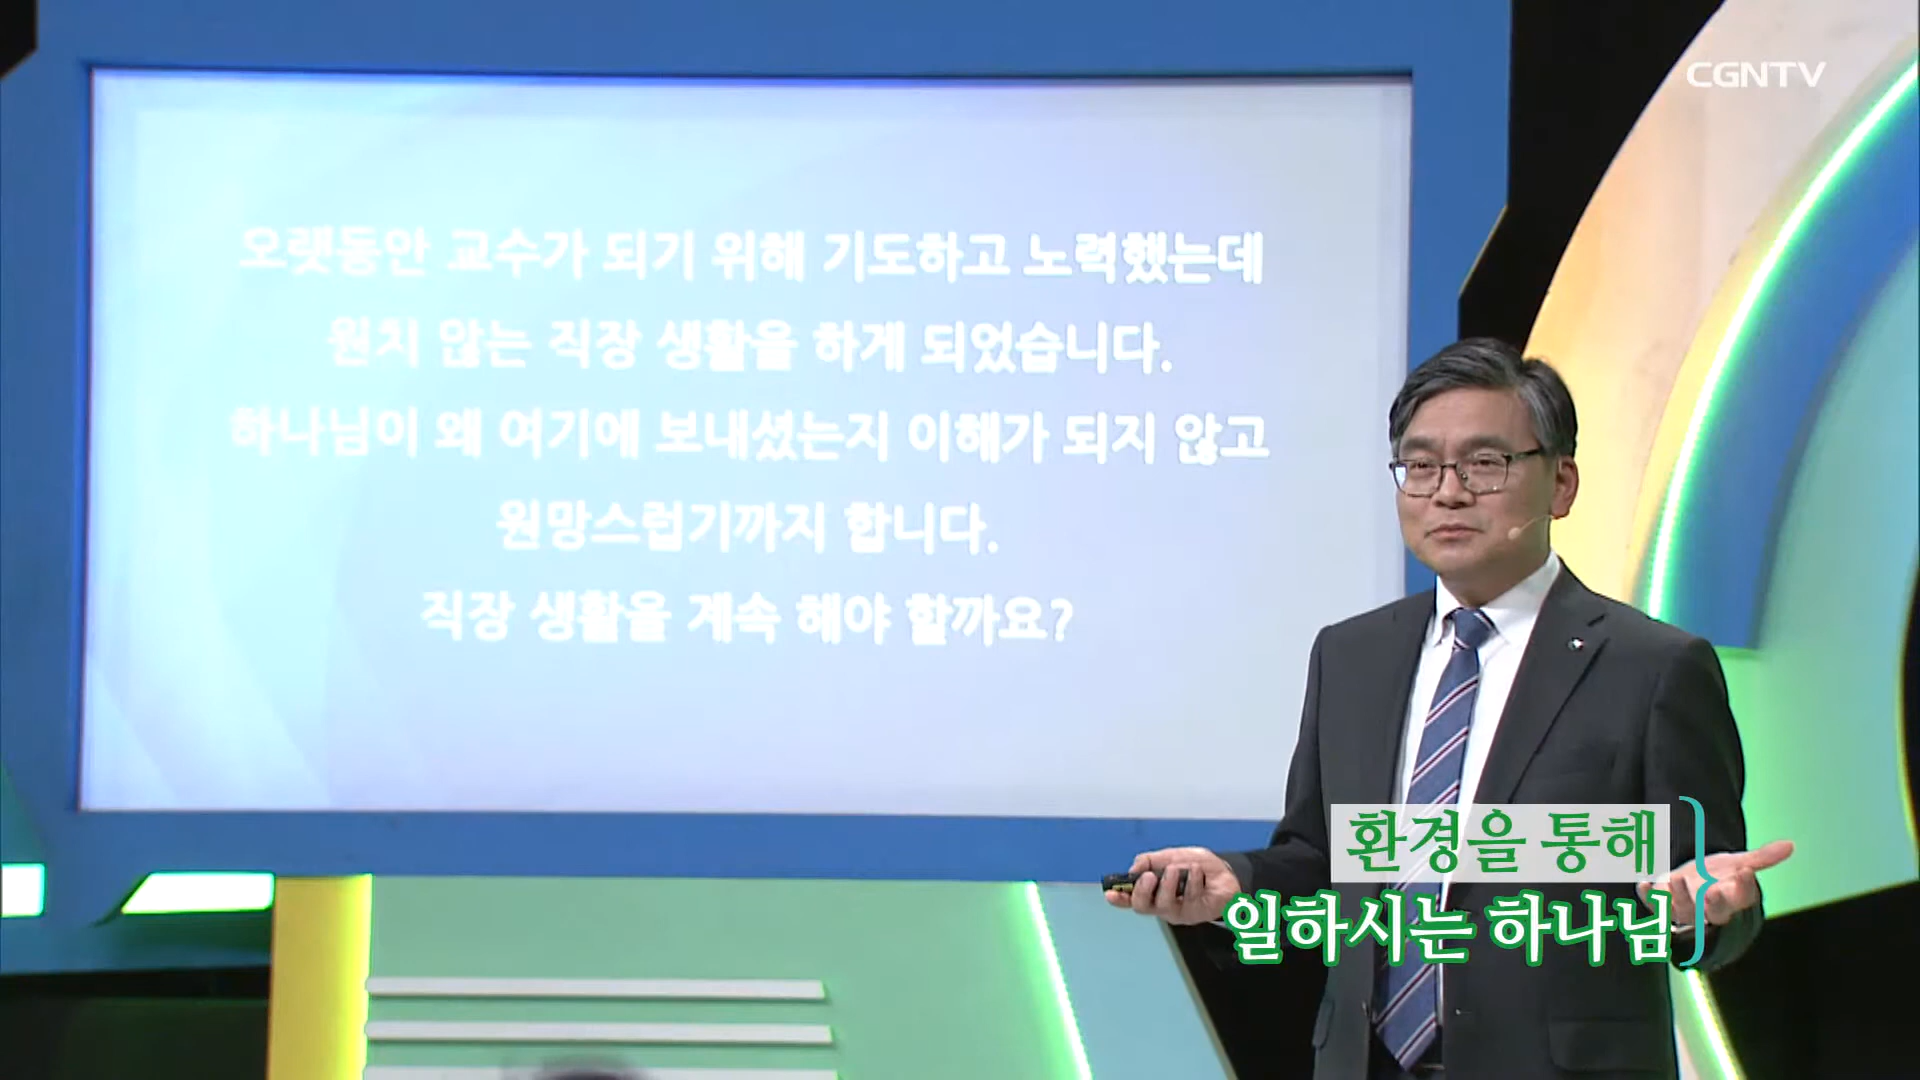 CGNTV
오랫동안 교수가 되기 위해 기도하고 노력했는데
원치 않는 직장 생활을 하게 되었습니다.
하나님이 왜 여기에 보내셨는지 이해가 되지 않고
원망스럽기까지 합니다.
직장 생활을 계속 해야 할까요?
환경을 통해
일하시는 하나님